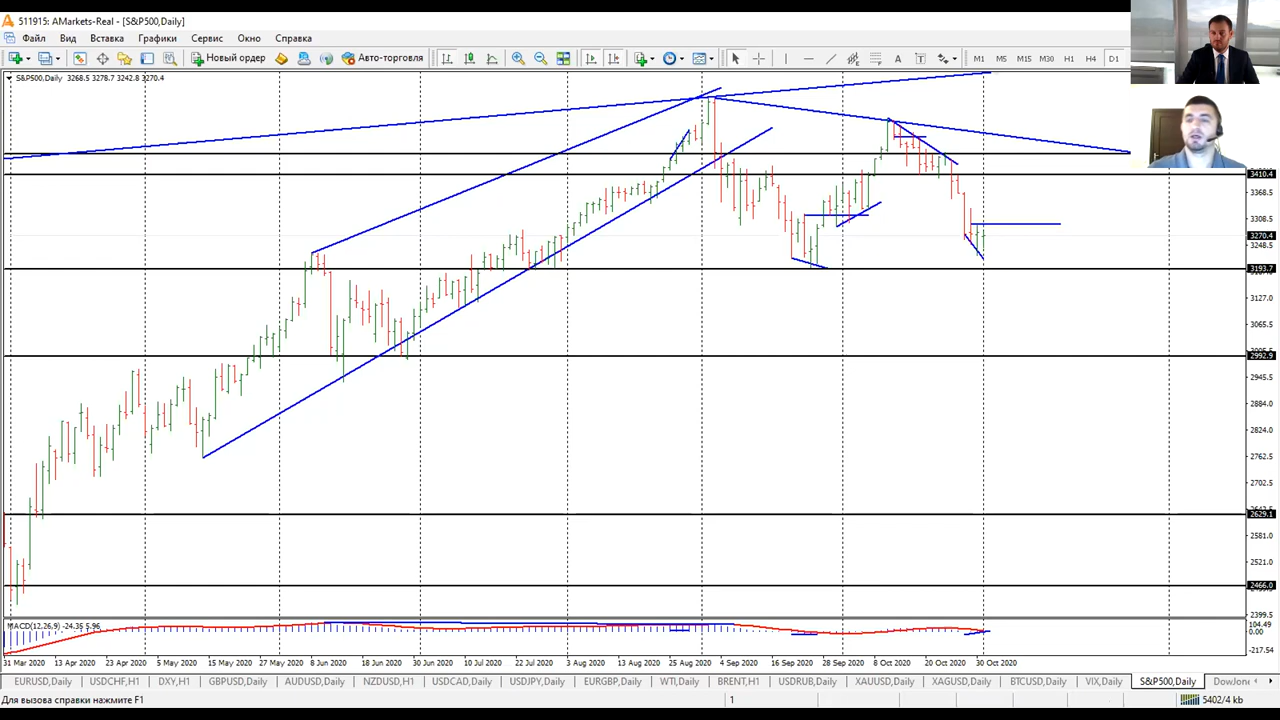 511915: AMarkets-Real - [S&P500,Daily]
Файл Вид Вставка Графики Сервис Окно Справка
Новый ордер Авто-торговля A T M1 M5 M15 M30 H1 H4 D1
S&P500,Daily 3268.5 3278.7 3242.8 3270.4
3410.4
3368.5
3308.5
3270.4
3248.5
3193.7
3127.0
3065.5
2992.9
2945.5
2884.0
2824.0
2762.5
2702.5
2629.1
2581.0
2521.0
2466.0
2399.5
MACD(12,26,9) -24.35 5.96
104.49
0.00
-217.54
31 Mar 2020 13 Apr 2020 23 Apr 2020 5 May 2020 15 May 2020 27 May 2020 8 Jun 2020 18 Jun 2020 30 Jun 2020 10 Jul 2020 22 Jul 2020 3 Aug 2020 13 Aug 2020 25 Aug 2020 4 Sep 2020 16 Sep 2020 28 Sep 2020 8 Oct 2020 20 Oct 2020 30 Oct 2020
EURUSD,Daily USDCHF,H1 DXY,H1 GBPUSD,Daily AUDUSD,Daily NZDUSD,H1 USDCAD,Daily USDJPY,Daily EURGBP,Daily WTI,Daily BRENT,H1 USDRUB,Daily XAUUSD,Daily XAGUSD,Daily BTCUSD,Daily VIX,Daily S&P500,Daily DowJone
Для вызова справки нажмите F1 1 5402/4 kb